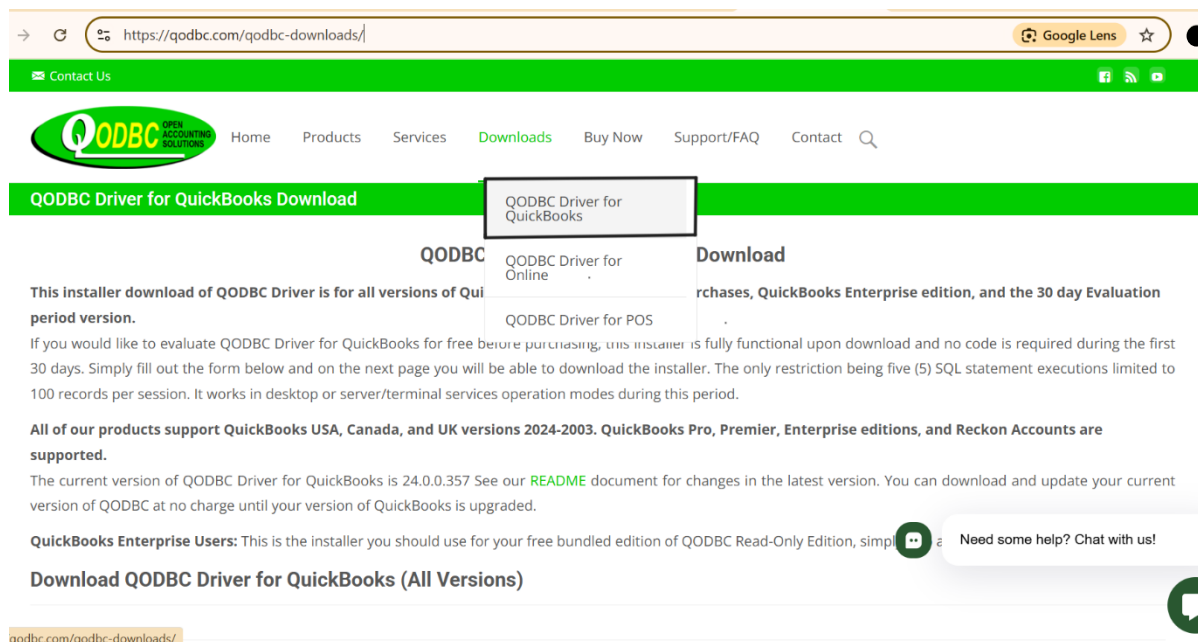 https://qodbc.com/qodbc-downloads/
Google Lens
Contact Us
QODBC OPEN ACCOUNTING SOLUTIONS
Home Products Services Downloads Buy Now Support/FAQ Contact
QODBC Driver for QuickBooks Download
QODBC Driver for
QuickBooks
QODBC Driver for
Online
QODBC Driver for POS
QODBC Download
This installer download of QODBC Driver is for all versions of rchases, QuickBooks Enterprise edition, and the 30 day Evaluation
period version.
If you would like to evaluate QODBC Driver for QuickBooks for free before purchasing, this installer is fully functional upon download and no code is required during the first
30 days. Simply fill out the form below and on the next page you will be able to download the installer. The only restriction being five (5) SQL statement executions limited to
100 records per session. It works in desktop or server/terminal services operation modes during this period.
All of our products support QuickBooks USA, Canada, and UK versions 2024-2003. QuickBooks Pro, Premier, Enterprise editions, and Reckon Accounts are
supported.
The current version of QODBC Driver for QuickBooks is 24.0.0.357 See our README document for changes in the latest version. You can download and update your current
version of QODBC at no charge until your version of QuickBooks is upgraded.
QuickBooks Enterprise Users: This is the installer you should use for your free bundled edition of QODBC Read-Only Edition, simpl
Need some help? Chat with us!
Download QODBC Driver for QuickBooks (All Versions)
qodbc.com/qodbc-downloads/